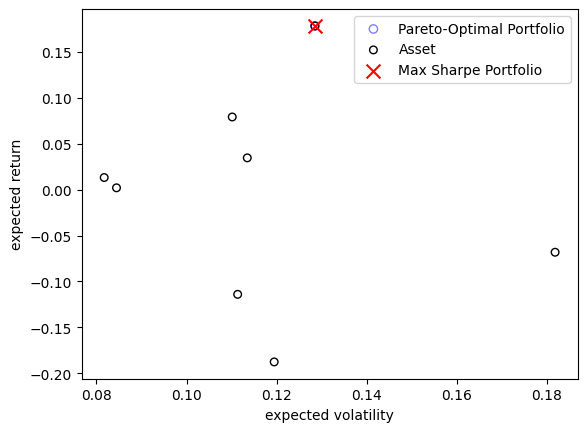 Pareto-Optimal Portfolio
Asset
Max Sharpe Portfolio
0.15
0.10
0.05
0.00
−0.05
−0.10
−0.15
−0.20
expected return
0.08
0.10
0.12
0.14
0.16
0.18
expected volatility